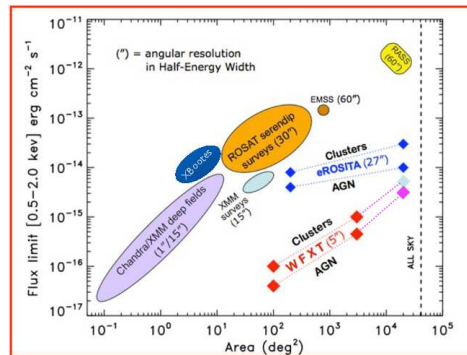 10⁻¹¹
10⁻¹²
10⁻¹³
10⁻¹⁴
10⁻¹⁵
10⁻¹⁶
10⁻¹⁷
Flux limit [0.5−2.0 kev] erg cm⁻² s⁻¹
(″) = angular resolution
in Half-Energy Width
RASS
(60″)
EMSS (60″)
ROSAT serendip
surveys (30″)
XBootes
Clusters
eROSITA (27″)
AGN
XMM
surveys
(15″)
Chandra/XMM deep fields
(1″/15″)
Clusters
W F X T (5″)
AGN
ALL SKY
10⁻¹
10⁰
10¹
10²
10³
10⁴
10⁵
Area (deg²)